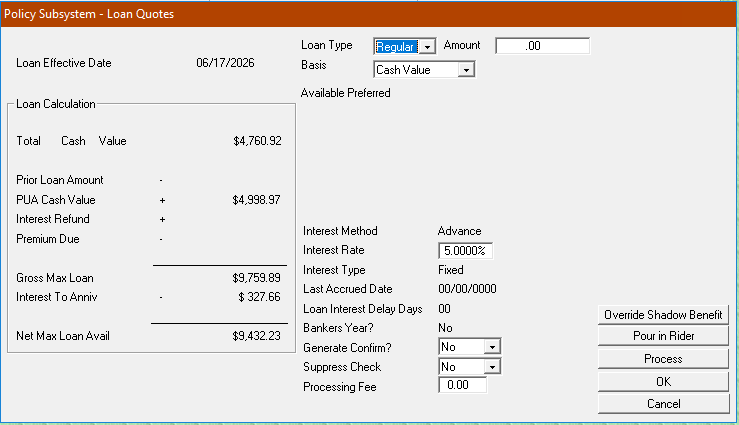 Policy Subsystem - Loan Quotes
Loan Type Regular Amount .00
Loan Effective Date 06/17/2026
Basis Cash Value
Available Preferred
Loan Calculation
Total Cash Value $4,760.92
Prior Loan Amount -
PUA Cash Value + $4,998.97
Interest Refund +
Premium Due -
Gross Max Loan $9,759.89
Interest To Anniv - $ 327.66
Net Max Loan Avail $9,432.23
Interest Method Advance
Interest Rate 5.0000%
Interest Type Fixed
Last Accrued Date 00/00/0000
Loan Interest Delay Days 00
Bankers Year? No
Generate Confirm? No
Suppress Check No
Processing Fee 0.00
Override Shadow Benefit
Pour in Rider
Process
OK
Cancel